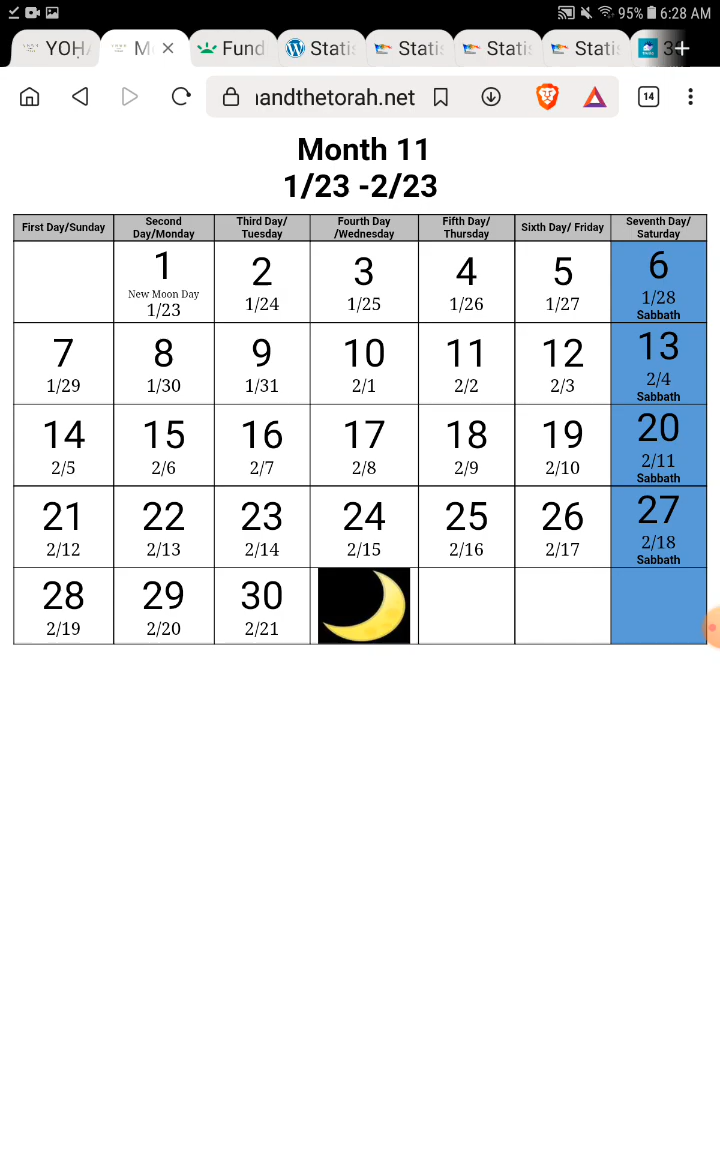 95% 6:28 AM
YOH M Fund Statis Statis Statis Statis 3+
andthetorah.net 14
Month 11
1/23 -2/23
First Day/Sunday Second Day/Monday Third Day/ Tuesday Fourth Day /Wednesday Fifth Day/ Thursday Sixth Day/ Friday Seventh Day/ Saturday
1 2 3 4 5 6
New Moon Day
1/23 1/24 1/25 1/26 1/27 1/28
Sabbath
7 8 9 10 11 12 13
1/29 1/30 1/31 2/1 2/2 2/3 2/4
Sabbath
14 15 16 17 18 19 20
2/5 2/6 2/7 2/8 2/9 2/10 2/11
Sabbath
21 22 23 24 25 26 27
2/12 2/13 2/14 2/15 2/16 2/17 2/18
Sabbath
28 29 30
2/19 2/20 2/21